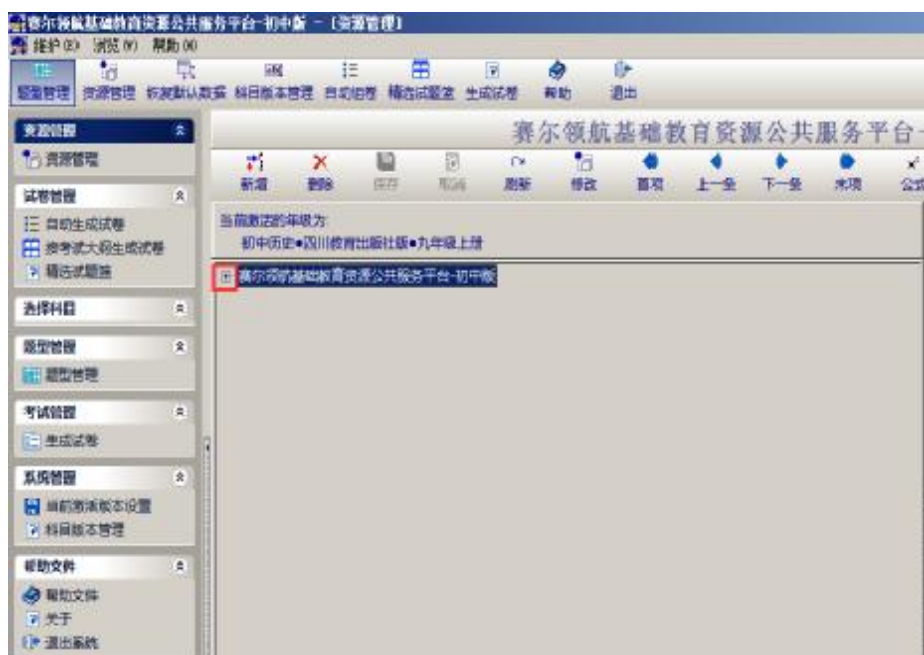 赛尔领航基础教育资源公共服务平台-初中版 - [资源管理]
维护(E) 浏览(Y) 帮助(H)
题型管理 资源管理 恢复默认数据 科目版本管理 自动组卷 精选试题室 生成试卷 帮助 退出
资源管理
赛尔领航基础教育资源公共服务平台
资源管理
新增 删除 保存 取消 刷新 修改 首项 上一条 下一条 末项 公式
试卷管理
当前激活的年级为:
自动生成试卷
初中历史●四川教育出版社版●九年级上册
按考试大纲生成试卷
精选试题篮
赛尔领航基础教育资源公共服务平台-初中版
选择科目
题型管理
题型管理
考试管理
生成试卷
系统管理
当前激活版本设置
科目版本管理
帮助文件
帮助文件
关于
退出系统